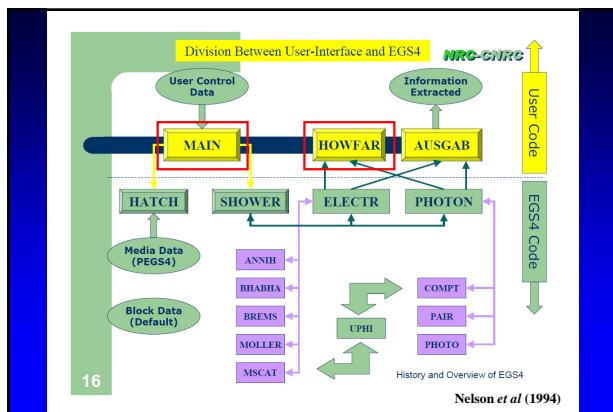 Division Between User-Interface and EGS4
NRC-CNRC
User Control
Data
Information
Extracted
User Code
MAIN
HOWFAR
AUSGAB
HATCH
SHOWER
ELECTR
PHOTON
EGS4 Code
Media Data
(PEGS4)
ANNIH
BHABHA
BREMS
MOLLER
MSCAT
Block Data
(Default)
UPHI
COMPT
PAIR
PHOTO
16
History and Overview of EGS4
Nelson et al (1994)